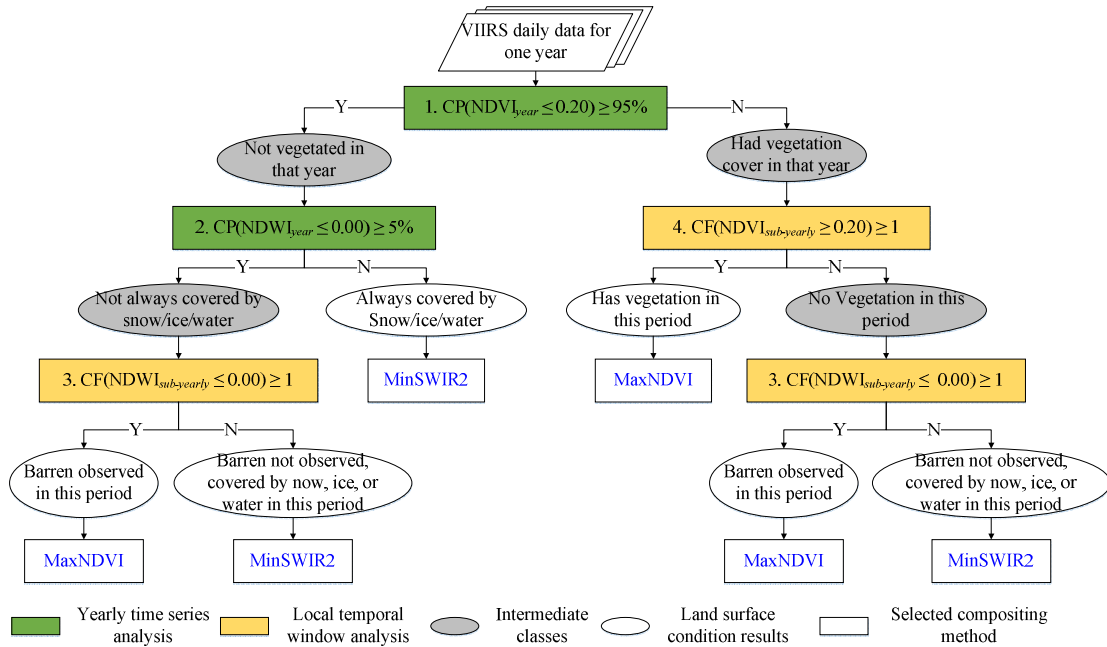 VIIRS daily data for
one year
1. CP(NDVIyear ≤ 0.20) ≥ 95%
Y
N
Not vegetated in
that year
Had vegetation
cover in that year
2. CP(NDWIyear ≤ 0.00) ≥ 5%
4. CF(NDVIsub-yearly ≥ 0.20) ≥ 1
Y
N
Y
N
Not always covered by
snow/ice/water
Always covered by
Snow/ice/water
Has vegetation in
this period
No Vegetation in this
period
3. CF(NDWIsub-yearly ≤ 0.00) ≥ 1
MinSWIR2
MaxNDVI
3. CF(NDWIsub-yearly ≤ 0.00) ≥ 1
Y
N
Y
N
Barren observed
in this period
Barren not observed,
covered by now, ice, or
water in this period
Barren observed
in this period
Barren not observed,
covered by now, ice, or
water in this period
MaxNDVI
MinSWIR2
MaxNDVI
MinSWIR2
Yearly time series
analysis
Local temporal
window analysis
Intermediate
classes
Land surface
condition results
Selected compositing
method